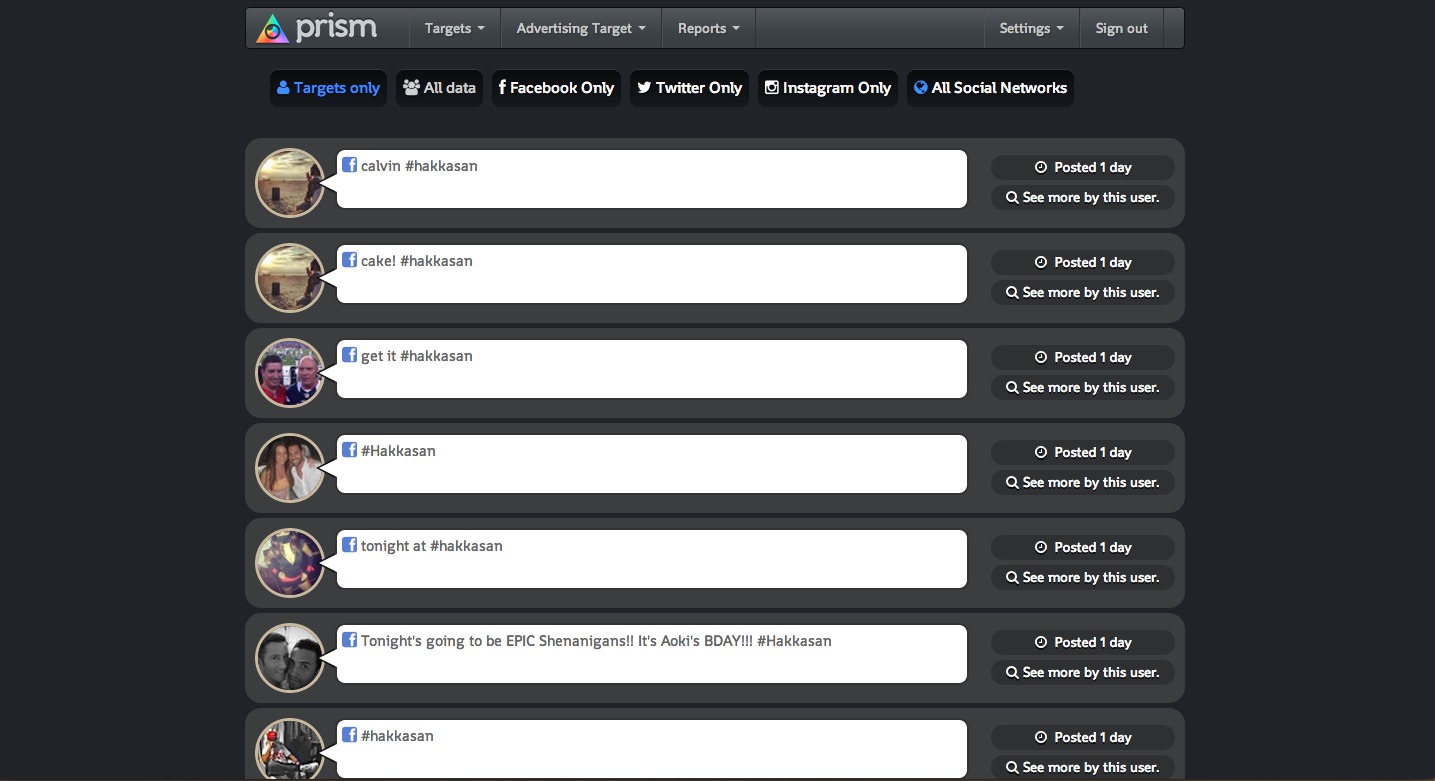 prism Targets Advertising Target Reports Settings Sign out
Targets only All data Facebook Only Twitter Only Instagram Only All Social Networks
calvin #hakkasan
Posted 1 day
See more by this user.
cake! #hakkasan
Posted 1 day
See more by this user.
get it #hakkasan
Posted 1 day
See more by this user.
#Hakkasan
Posted 1 day
See more by this user.
tonight at #hakkasan
Posted 1 day
See more by this user.
Tonight's going to be EPIC Shenanigans!! It's Aoki's BDAY!!! #Hakkasan
Posted 1 day
See more by this user.
#hakkasan
Posted 1 day
See more by this user.